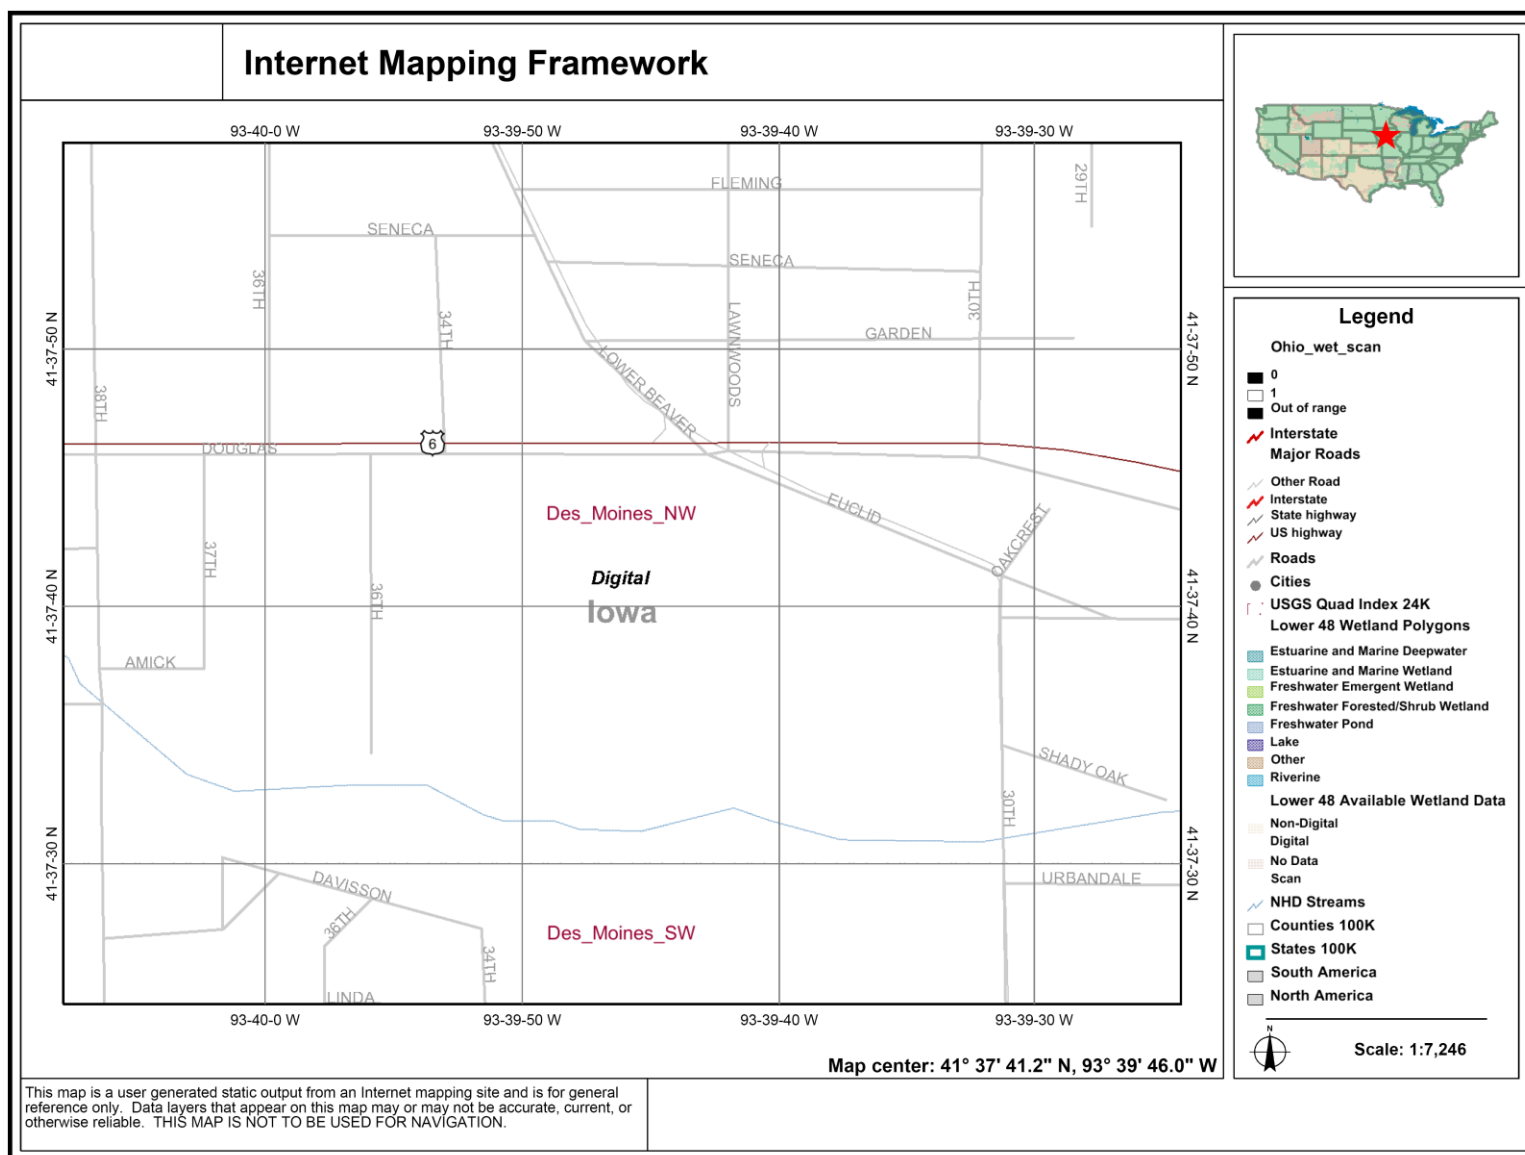 Internet Mapping Framework
93-40-0 W
93-39-50 W
93-39-40 W
93-39-30 W
FLEMING
29TH
SENECA
SENECA
36TH
34TH
LAWNWOODS
30TH
GARDEN
41-37-50 N
41-37-50 N
LOWER BEAVER
38TH
DOUGLAS
6
Des_Moines_NW
EUCLID
OAKCREST
37TH
36TH
Digital
Iowa
41-37-40 N
41-37-40 N
AMICK
SHADY OAK
30TH
41-37-30 N
41-37-30 N
DAVISSON
URBANDALE
36TH
34TH
Des_Moines_SW
LINDA
93-40-0 W
93-39-50 W
93-39-40 W
93-39-30 W
Map center: 41° 37' 41.2" N, 93° 39' 46.0" W
This map is a user generated static output from an Internet mapping site and is for general
reference only. Data layers that appear on this map may or may not be accurate, current, or
otherwise reliable. THIS MAP IS NOT TO BE USED FOR NAVIGATION.
Legend
Ohio_wet_scan
0
1
Out of range
Interstate
Major Roads
Other Road
Interstate
State highway
US highway
Roads
Cities
USGS Quad Index 24K
Lower 48 Wetland Polygons
Estuarine and Marine Deepwater
Estuarine and Marine Wetland
Freshwater Emergent Wetland
Freshwater Forested/Shrub Wetland
Freshwater Pond
Lake
Other
Riverine
Lower 48 Available Wetland Data
Non-Digital
Digital
No Data
Scan
NHD Streams
Counties 100K
States 100K
South America
North America
N
Scale: 1:7,246